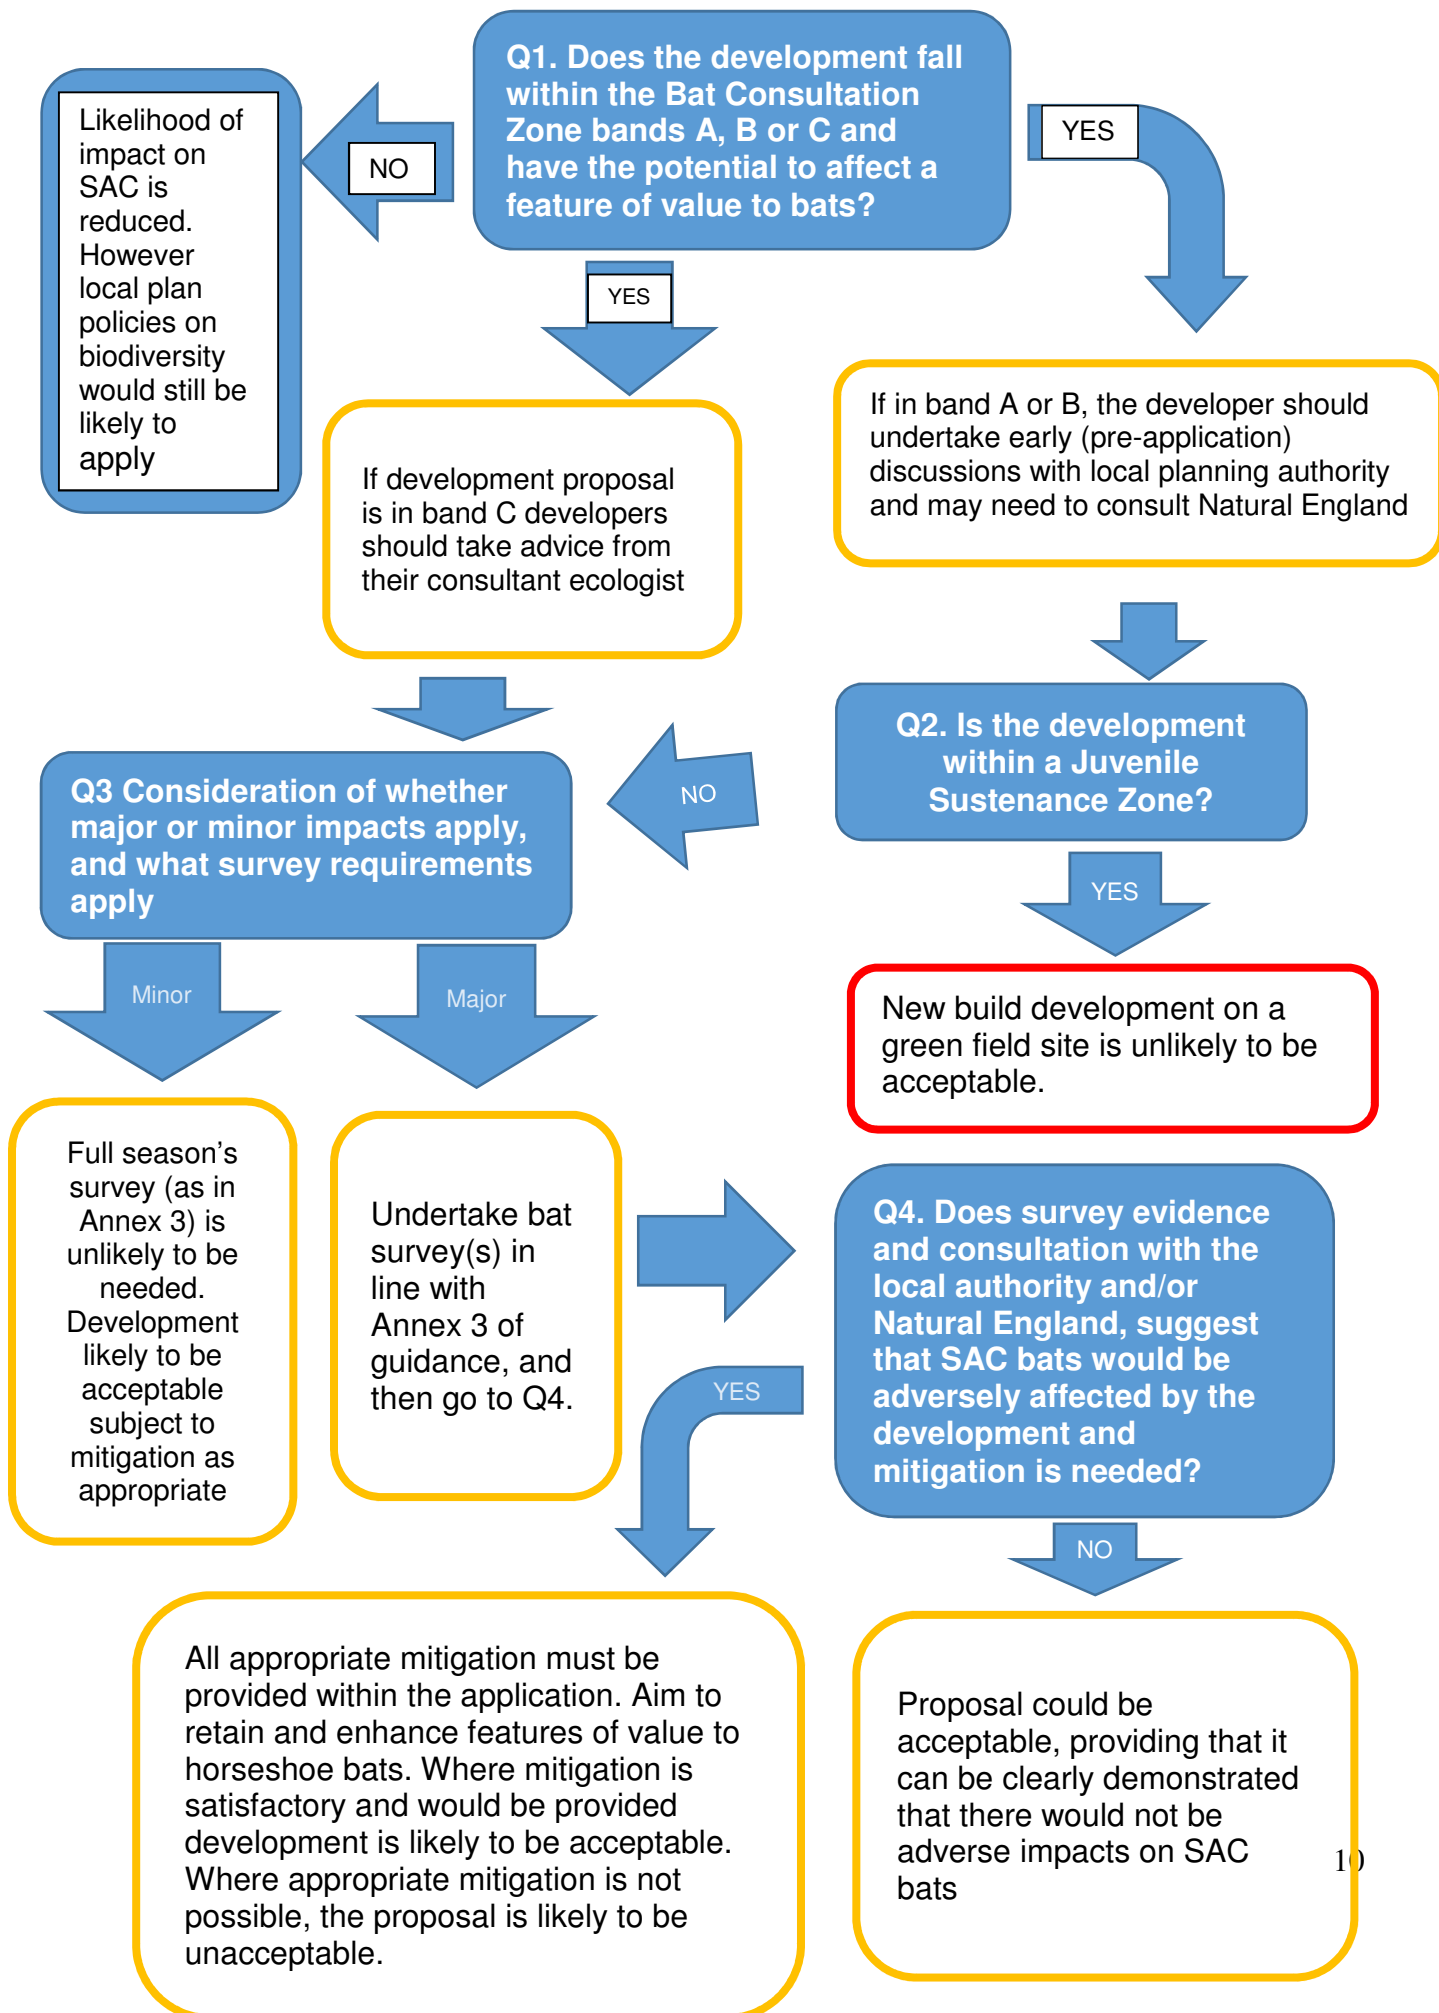 Q1. Does the development fall
within the Bat Consultation
Zone bands A, B or C and
have the potential to affect a
feature of value to bats?
NO
YES
YES
Likelihood of
impact on
SAC is
reduced.
However
local plan
policies on
biodiversity
would still be
likely to
apply
If development proposal
is in band C developers
should take advice from
their consultant ecologist
If in band A or B, the developer should
undertake early (pre-application)
discussions with local planning authority
and may need to consult Natural England
Q2. Is the development
within a Juvenile
Sustenance Zone?
NO
YES
Q3 Consideration of whether
major or minor impacts apply,
and what survey requirements
apply
Minor
Major
New build development on a
green field site is unlikely to be
acceptable.
Full season’s
survey (as in
Annex 3) is
unlikely to be
needed.
Development
likely to be
acceptable
subject to
mitigation as
appropriate
Undertake bat
survey(s) in
line with
Annex 3 of
guidance, and
then go to Q4.
Q4. Does survey evidence
and consultation with the
local authority and/or
Natural England, suggest
that SAC bats would be
adversely affected by the
development and
mitigation is needed?
YES
NO
All appropriate mitigation must be
provided within the application. Aim to
retain and enhance features of value to
horseshoe bats. Where mitigation is
satisfactory and would be provided
development is likely to be acceptable.
Where appropriate mitigation is not
possible, the proposal is likely to be
unacceptable.
Proposal could be
acceptable, providing that it
can be clearly demonstrated
that there would not be
adverse impacts on SAC
bats
10